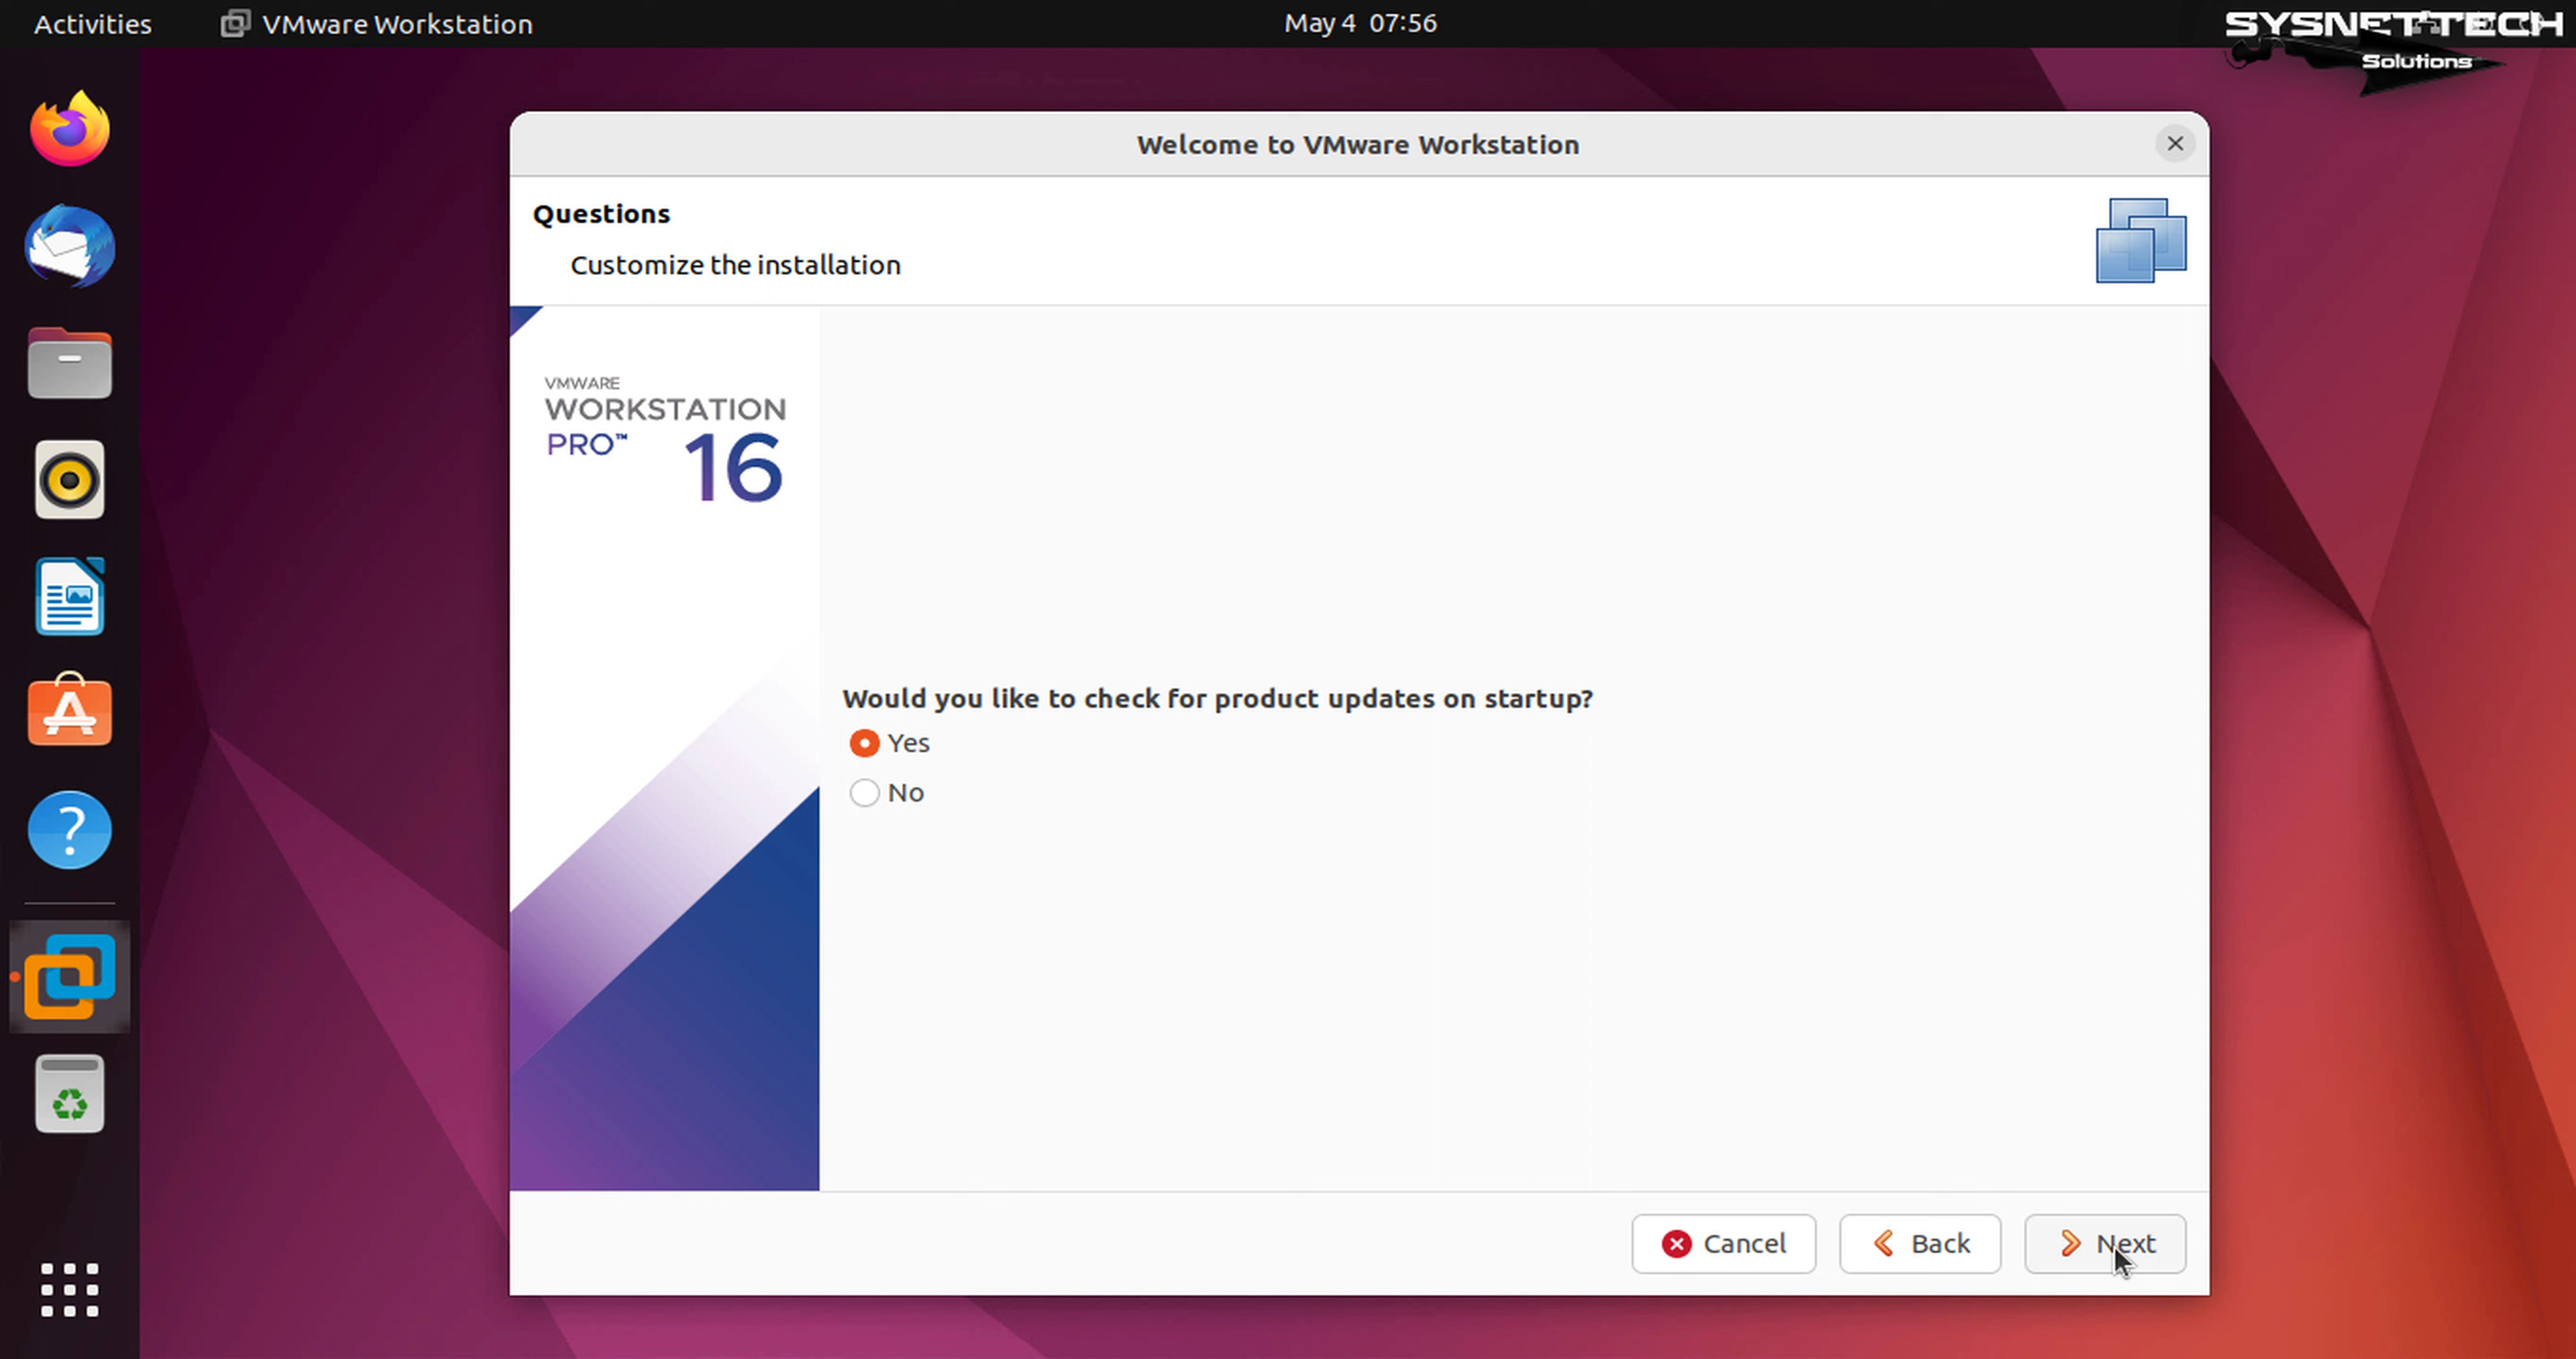 Activities
VMware Workstation
May 4 07:56
SYSNETTECH
Solutions
Welcome to VMware Workstation
Questions
Customize the installation
VMWARE
WORKSTATION
PRO™ 16
Would you like to check for product updates on startup?
Yes
No
Cancel
Back
Next